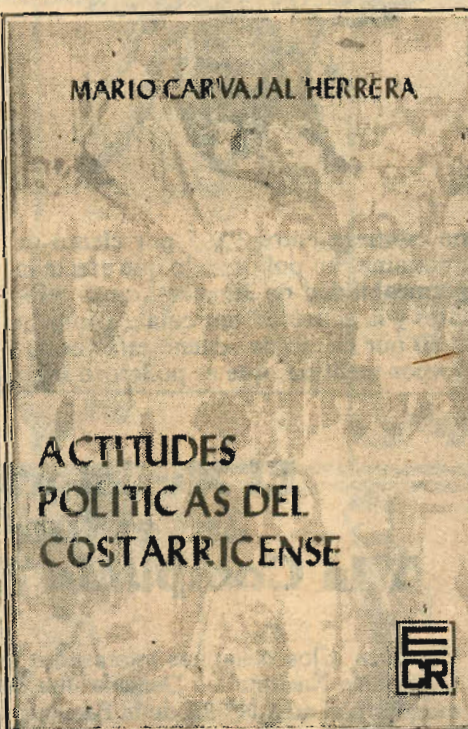 MARIO CARVAJAL HERRERA
ACTITUDES
POLITICAS DEL
COSTARRICENSE
ECR